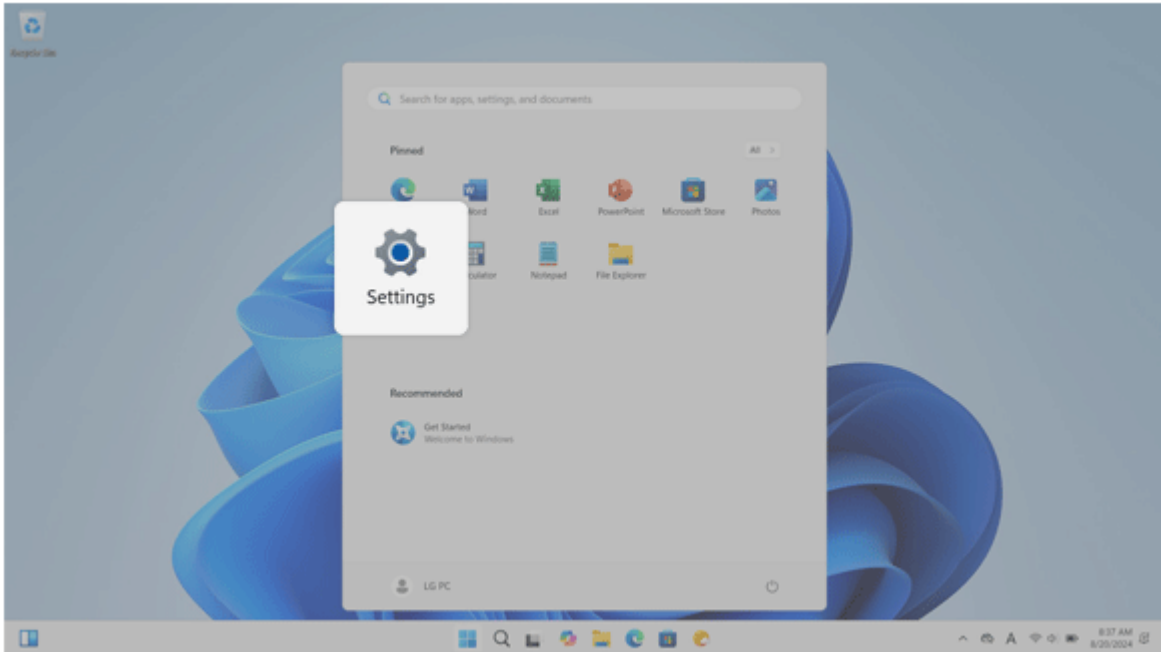 Search for apps, settings, and documents
Pinned
All >
Word
Excel
PowerPoint
Microsoft Store
Photos
Settings
culator
Notepad
File Explorer
Recommended
Get Started
Welcome to Windows
LG PC
A
8:37 AM
8/20/2024